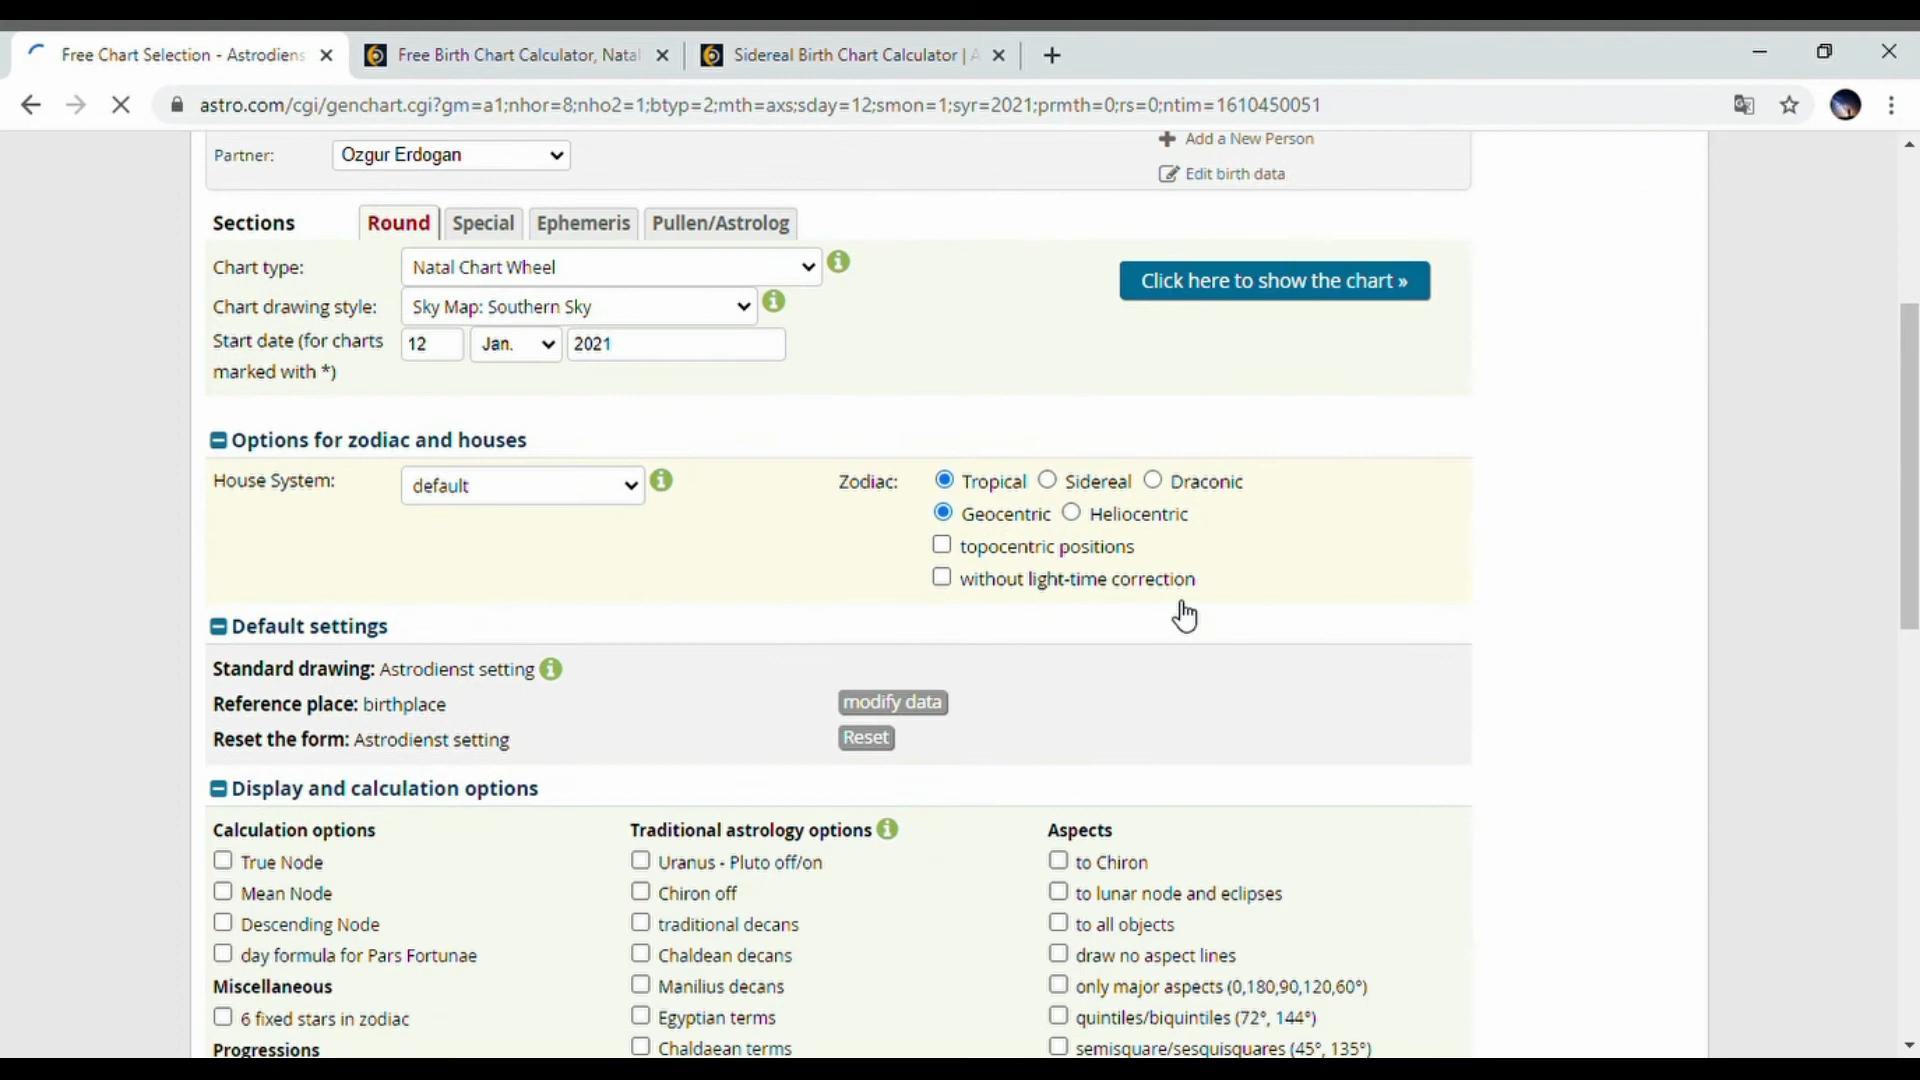 Free Chart Selection - Astrodiens
Free Birth Chart Calculator, Natal
Sidereal Birth Chart Calculator | A
astro.com/cgi/genchart.cgi?gm=a1;nhor=8;nho2=1;btyp=2;mth=axs;sday=12;smon=1;syr=2021;prmth=0;rs=0;ntim=1610450051
Partner: Ozgur Erdogan
Add a New Person
Edit birth data
Sections Round Special Ephemeris Pullen/Astrolog
Chart type: Natal Chart Wheel
Click here to show the chart »
Chart drawing style: Sky Map: Southern Sky
Start date (for charts 12 Jan. 2021
marked with *)
Options for zodiac and houses
House System: default
Zodiac: Tropical Sidereal Draconic
Geocentric Heliocentric
topocentric positions
without light-time correction
Default settings
Standard drawing: Astrodienst setting
Reference place: birthplace modify data
Reset the form: Astrodienst setting Reset
Display and calculation options
Calculation options
True Node
Mean Node
Descending Node
day formula for Pars Fortunae
Miscellaneous
6 fixed stars in zodiac
Progressions
Traditional astrology options
Uranus - Pluto off/on
Chiron off
traditional decans
Chaldean decans
Manilius decans
Egyptian terms
Chaldaean terms
Aspects
to Chiron
to lunar node and eclipses
to all objects
draw no aspect lines
only major aspects (0,180,90,120,60°)
quintiles/biquintiles (72°, 144°)
semisquare/sesquisquares (45°, 135°)